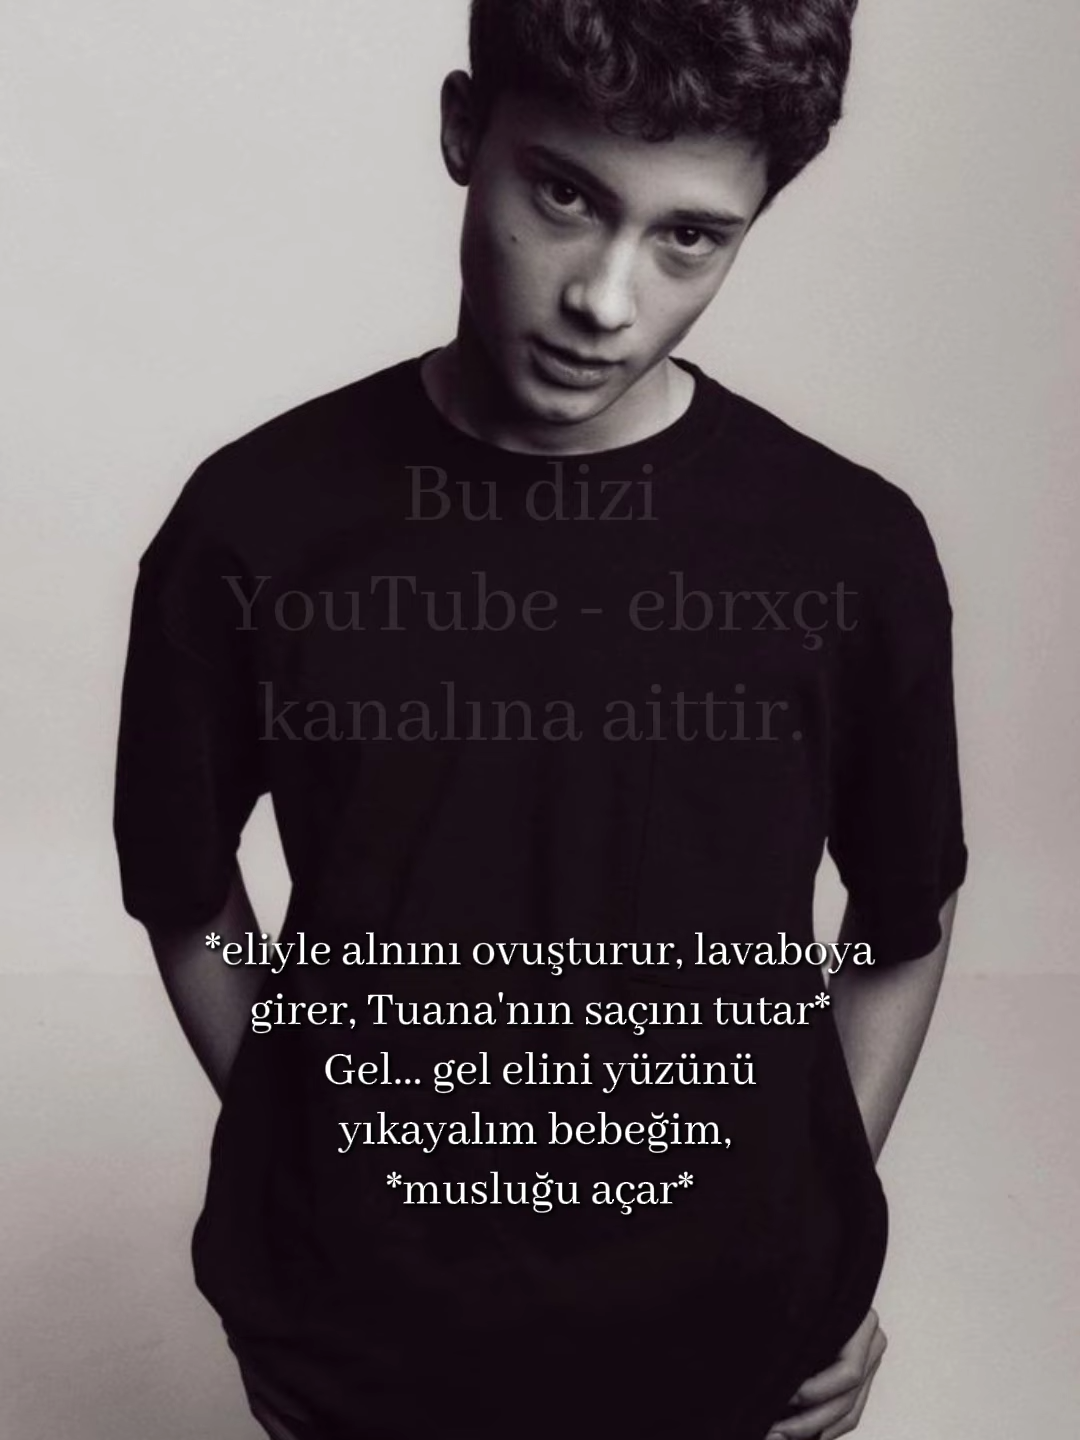 Bu dizi
YouTube - ebrxçt
kanalına aittir.
*eliyle alnını ovuşturur, lavaboya
girer, Tuana'nın saçını tutar*
Gel... gel elini yüzünü
yıkayalım bebeğim,
*musluğu açar*